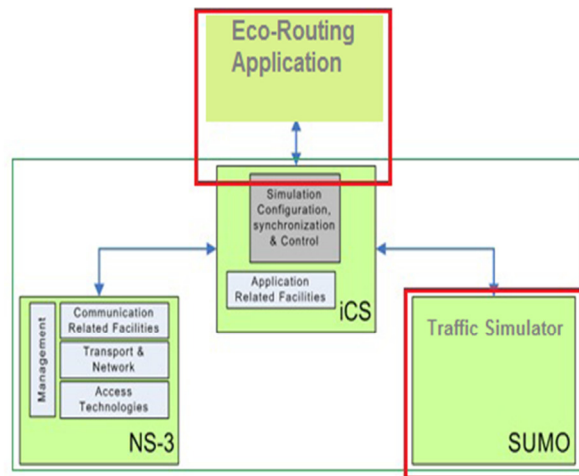 Eco-Routing
Application
Simulation
Configuration,
synchronization
& Control
Application
Related Facilities
iCS
Management
Communication
Related Facilities
Transport &
Network
Access
Technologies
NS-3
Traffic Simulator
SUMO